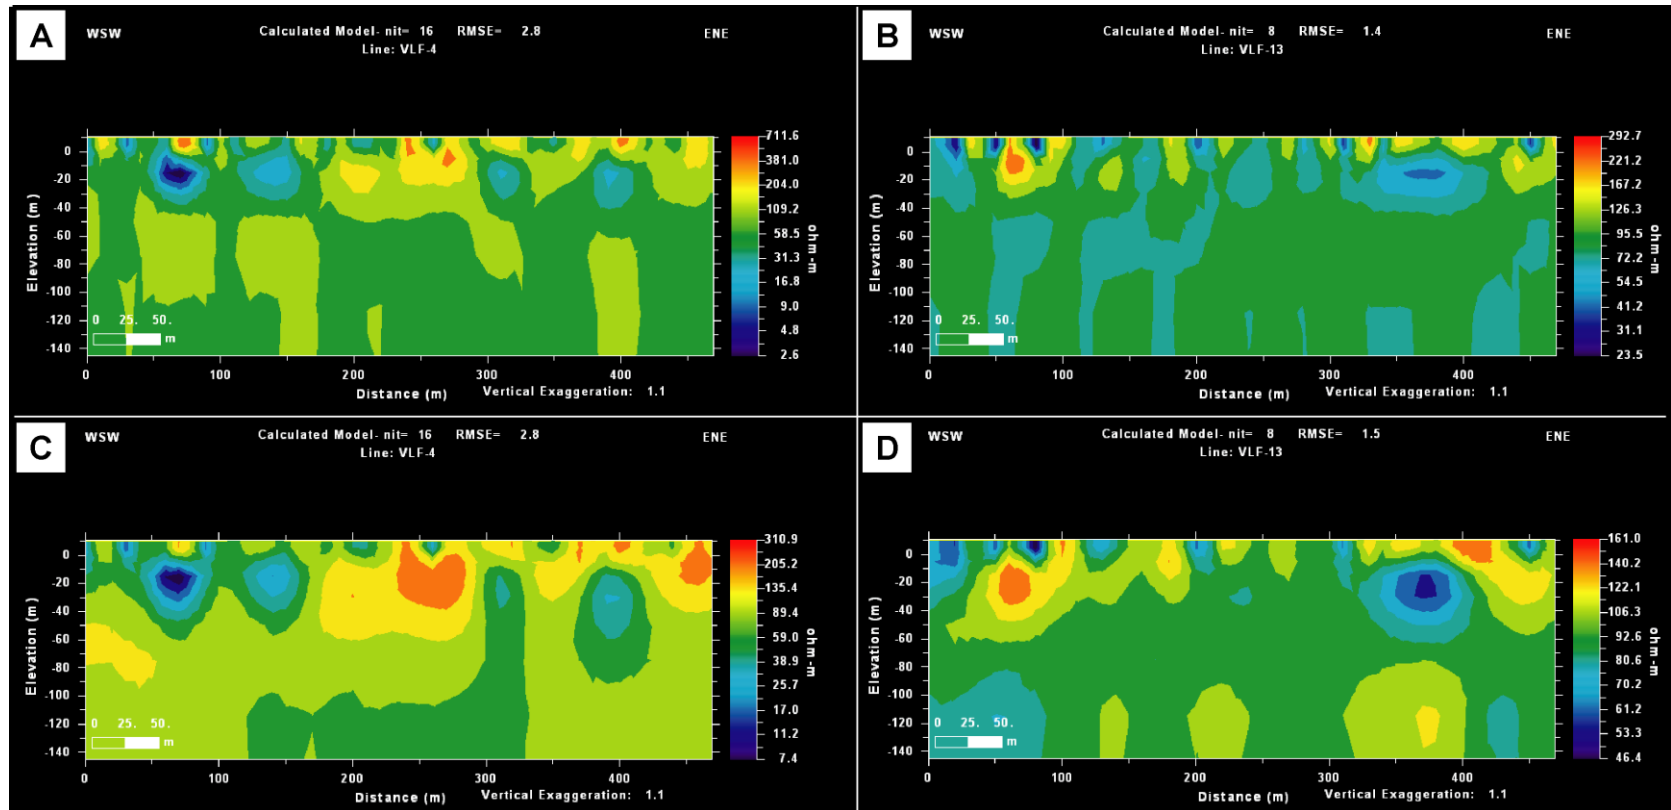 A
WSW
Calculated Model- nit= 16 RMSE= 2.8
ENE
Line: VLF-4
711.6
381.0
204.0
109.2
58.5
31.3
16.8
9.0
4.8
2.6
ohm-m
Elevation (m)
0
-20
-40
-60
-80
-100
-120
-140
0 25. 50.
m
0 100 200 300 400
Distance (m)
Vertical Exaggeration: 1.1
B
WSW
Calculated Model- nit= 8 RMSE= 1.4
ENE
Line: VLF-13
292.7
221.2
167.2
126.3
95.5
72.2
54.5
41.2
31.1
23.5
ohm-m
Elevation (m)
0
-20
-40
-60
-80
-100
-120
-140
0 25. 50.
m
0 100 200 300 400
Distance (m)
Vertical Exaggeration: 1.1
C
WSW
Calculated Model- nit= 16 RMSE= 2.8
ENE
Line: VLF-4
310.9
205.2
135.4
89.4
59.0
38.9
25.7
17.0
11.2
7.4
ohm-m
Elevation (m)
0
-20
-40
-60
-80
-100
-120
-140
0 25. 50.
m
0 100 200 300 400
Distance (m)
Vertical Exaggeration: 1.1
D
WSW
Calculated Model- nit= 8 RMSE= 1.5
ENE
Line: VLF-13
161.0
140.2
122.1
106.3
92.6
80.6
70.2
61.2
53.3
46.4
ohm-m
Elevation (m)
0
-20
-40
-60
-80
-100
-120
-140
0 25. 50.
m
0 100 200 300 400
Distance (m)
Vertical Exaggeration: 1.1